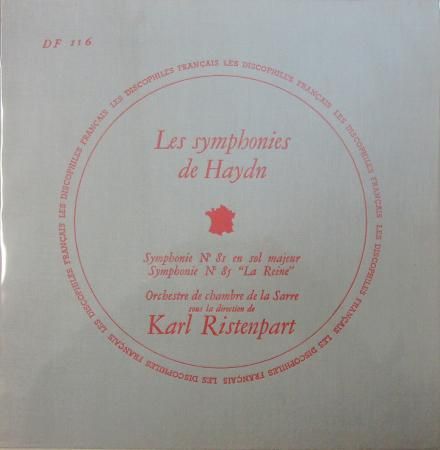 DF 116
LES DISCOPHILES FRANÇAIS LES DISCOPHILES FRANÇAIS LES DISCOPHILES FRANÇAIS LES DISCOPHILES FRANÇAIS LES DISCOPHILES FRANÇAIS LES DISCOPHILES FRANÇAIS
Les symphonies
de Haydn
Symphonie Nº 81 en sol majeur
Symphonie Nº 85 "La Reine"
Orchestre de chambre de la Sarre
sous la direction de
Karl Ristenpart